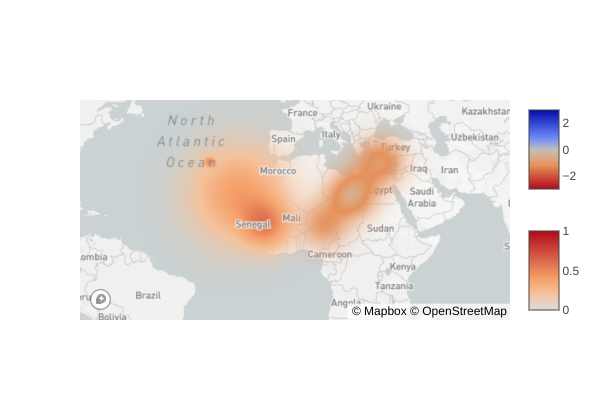 North
Atlantic
Ocean
France
Ukraine
Kazakhstan
Spain
Italy
Uzbekistan
Turkey
Morocco
Iraq
Iran
Egypt
Saudi
Arabia
Senegal
Mali
Sudan
Cameroon
ombia
Kenya
Tanzania
Brazil
Angola
Bolivia
© Mapbox © OpenStreetMap
2
0
−2
1
0.5
0